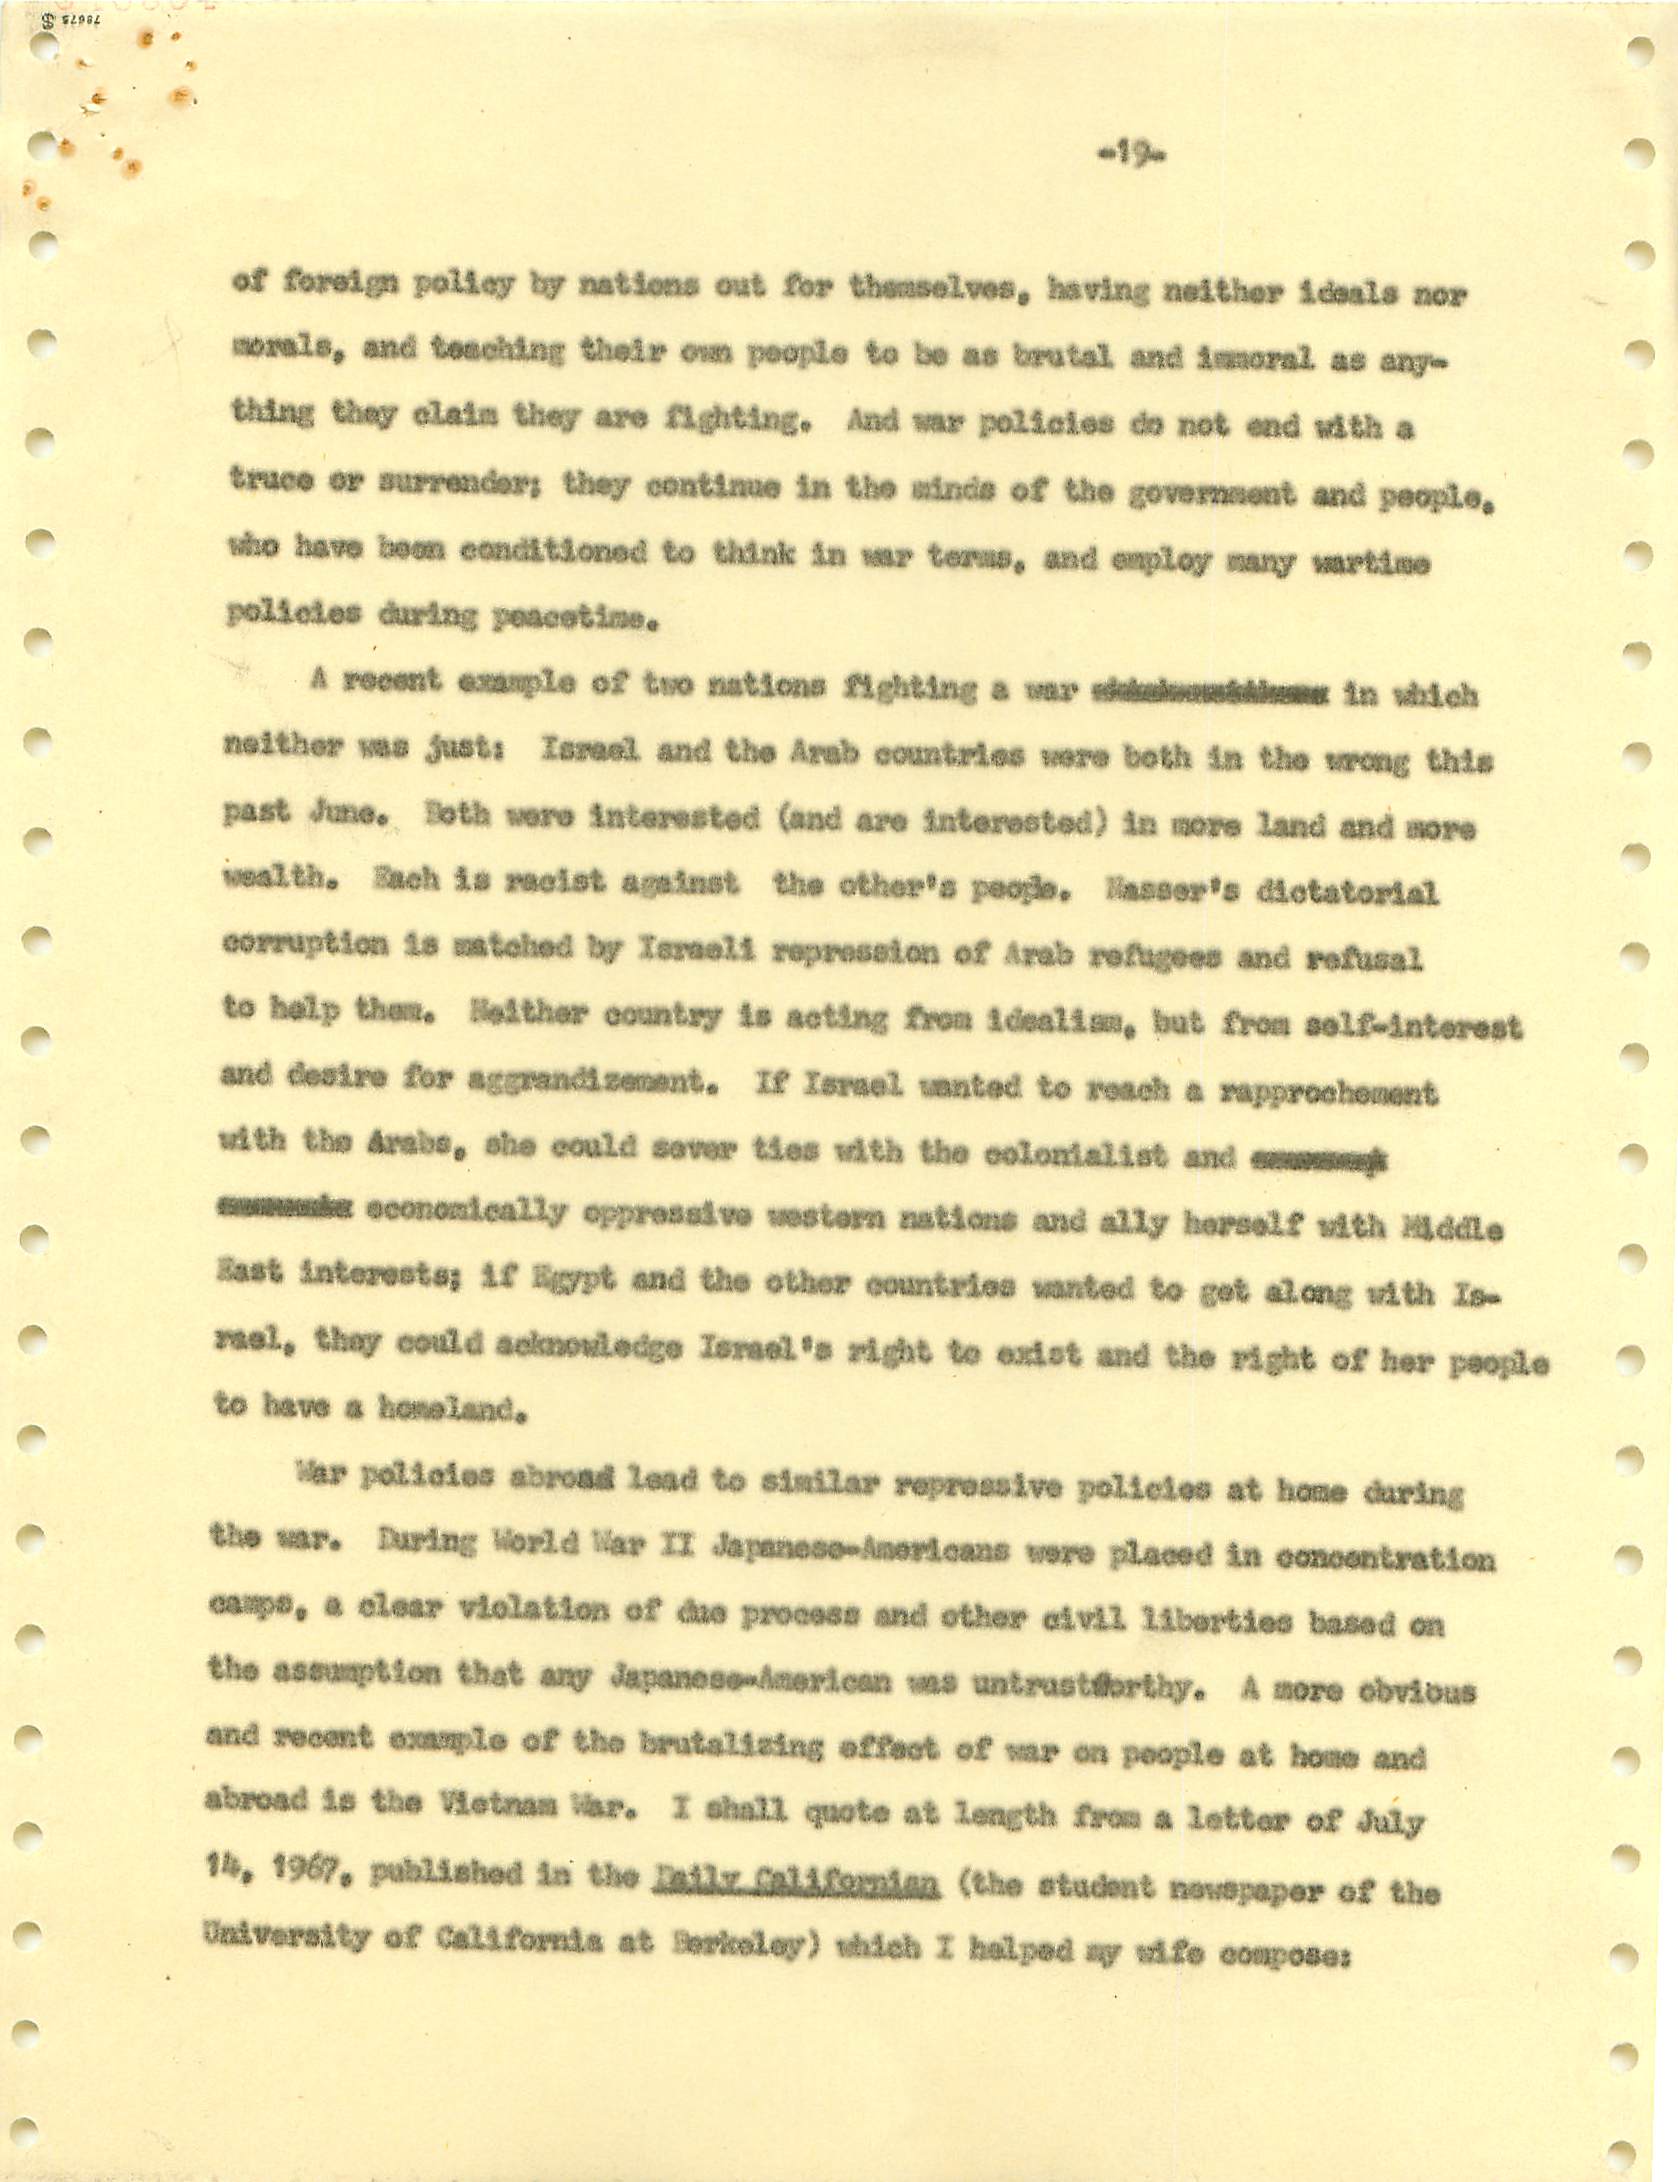 78675
-19-
of foreign policy by nations out for themselves, having neither ideals nor
morals, and teaching their own people to be as brutal and immoral as any-
thing they claim they are fighting. And war policies do not end with a
truce or surrender; they continue in the minds of the government and people,
who have been conditioned to think in war terms, and employ many wartime
policies during peacetime.
A recent example of two nations fighting a war in which
neither was just: Israel and the Arab countries were both in the wrong this
past June. Both were interested (and are interested) in more land and more
wealth. Each is racist against the other's people. Nasser's dictatorial
corruption is matched by Israeli repression of Arab refugees and refusal
to help them. Neither country is acting from idealism, but from self-interest
and desire for aggrandizement. If Israel wanted to reach a rapprochement
with the Arabs, she could sever ties with the colonialist and
economically oppressive western nations and ally herself with Middle
East interests; if Egypt and the other countries wanted to get along with Is-
rael, they could acknowledge Israel's right to exist and the right of her people
to have a homeland.
War policies abroad lead to similar repressive policies at home during
the war. During World War II Japanese-Americans were placed in concentration
camps, a clear violation of due process and other civil liberties based on
the assumption that any Japanese-American was untrustworthy. A more obvious
and recent example of the brutalizing effect of war on people at home and
abroad is the Vietnam War. I shall quote at length from a letter of July
14, 1967, published in the Daily Californian (the student newspaper of the
University of California at Berkeley) which I helped my wife compose: